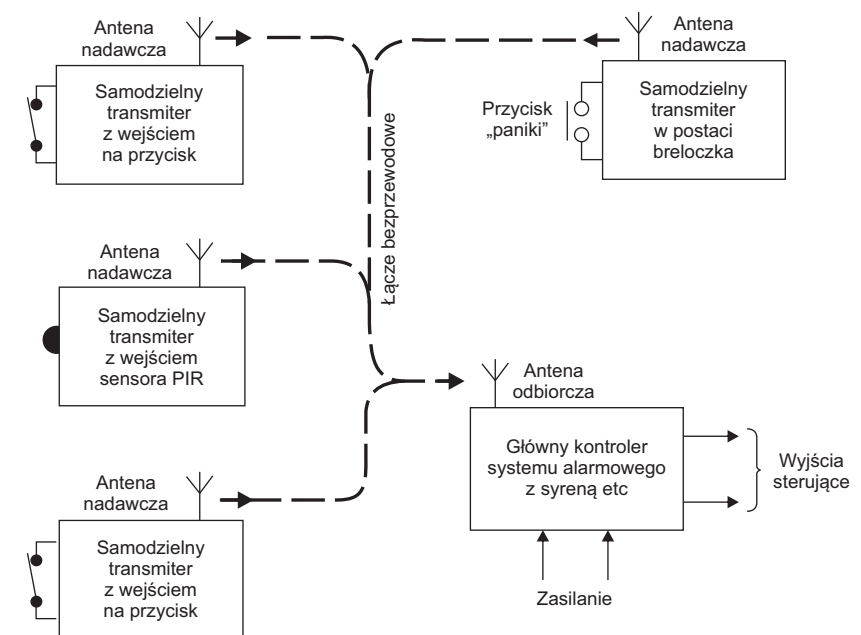 Antena
nadawcza
Samodzielny
transmiter
z wejściem
na przycisk
Antena
nadawcza
Przycisk
„paniki”
Samodzielny
transmiter
w postaci
breloczka
Łącze bezprzewodowe
Antena
nadawcza
Samodzielny
transmiter
z wejściem
sensora PIR
Antena
odbiorcza
Główny kontroler
systemu alarmowego
z syreną etc
Wyjścia
sterujące
Zasilanie
Antena
nadawcza
Samodzielny
transmiter
z wejściem
na przycisk